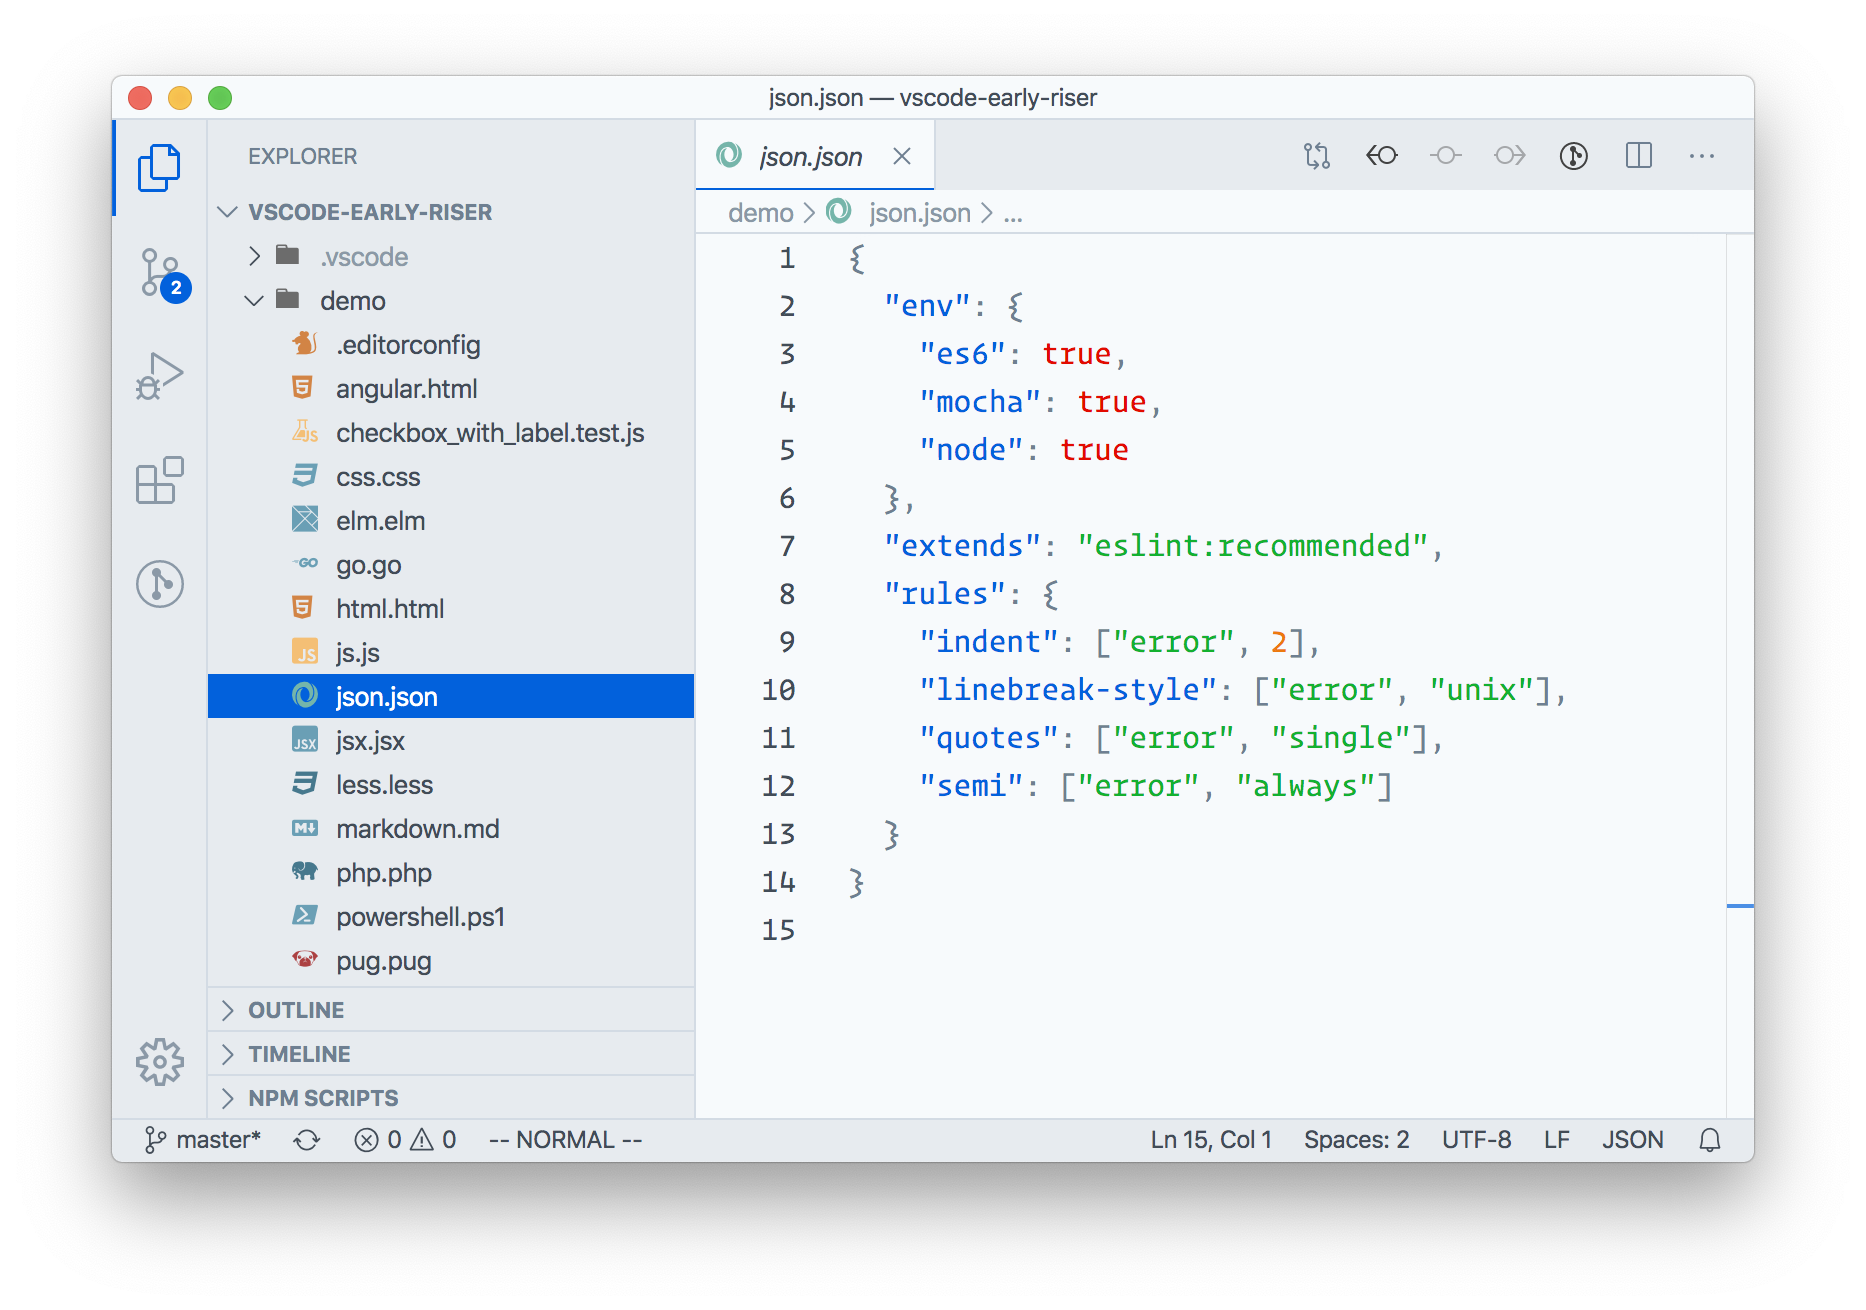 json.json — vscode-early-riser
EXPLORER
VSCODE-EARLY-RISER
.vscode
demo
.editorconfig
angular.html
checkbox_with_label.test.js
css.css
elm.elm
go.go
html.html
js.js
json.json
jsx.jsx
less.less
markdown.md
php.php
powershell.ps1
pug.pug
OUTLINE
TIMELINE
NPM SCRIPTS
2
JS
GO
JS
JSX
M
json.json
demo > json.json > ...
1 {
2   "env": {
3     "es6": true,
4     "mocha": true,
5     "node": true
6   },
7   "extends": "eslint:recommended",
8   "rules": {
9     "indent": ["error", 2],
10     "linebreak-style": ["error", "unix"],
11     "quotes": ["error", "single"],
12     "semi": ["error", "always"]
13   }
14 }
15
master* 0 0 -- NORMAL -- Ln 15, Col 1 Spaces: 2 UTF-8 LF JSON